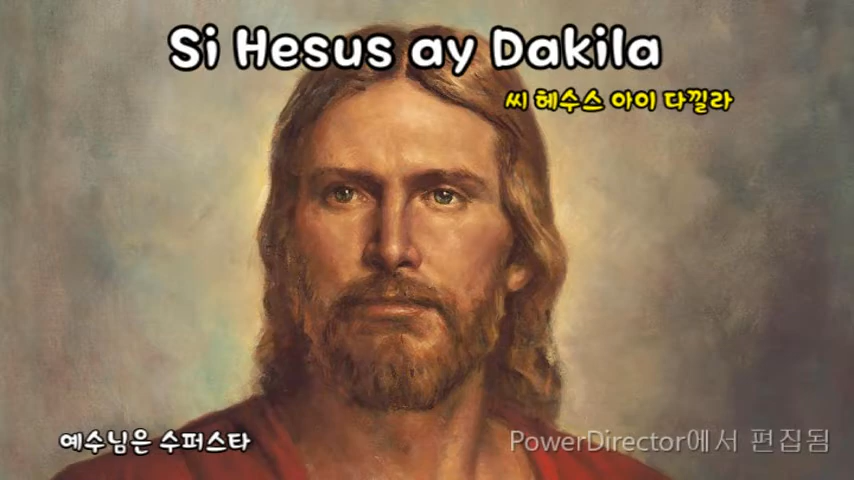 Si Hesus ay Dakila
씨 헤수스 아이 다낄라
예수님은 수퍼스타
PowerDirector에서 편집됨